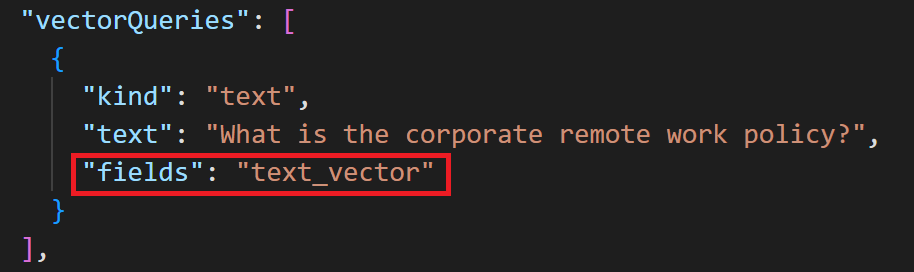 "vectorQueries": [
{
"kind": "text",
"text": "What is the corporate remote work policy?",
"fields": "text_vector"
}
],